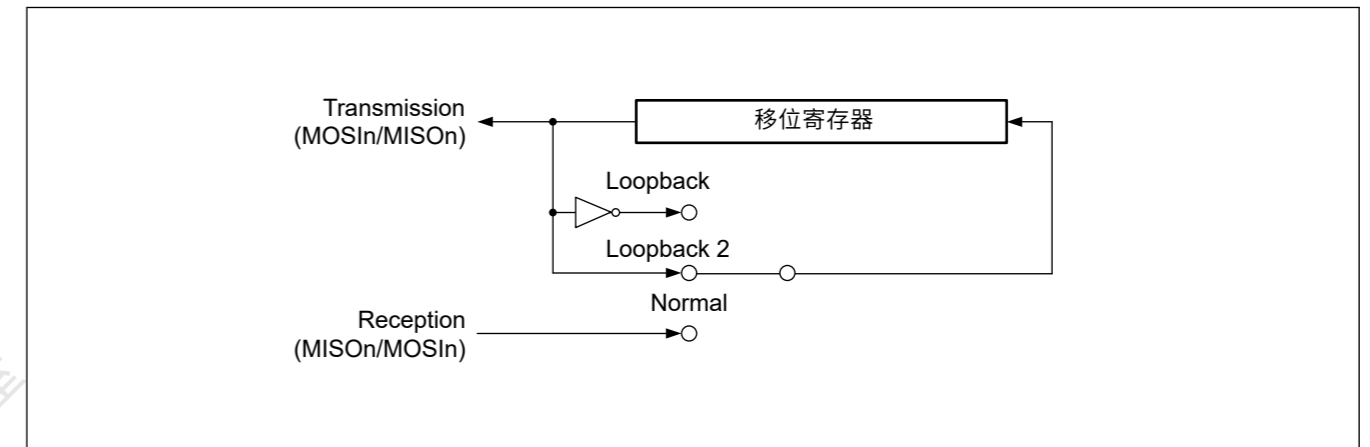 Transmission
(MOSIn/MISOn)
移位寄存器
Loopback
Loopback 2
Normal
Reception
(MISOn/MOSIn)